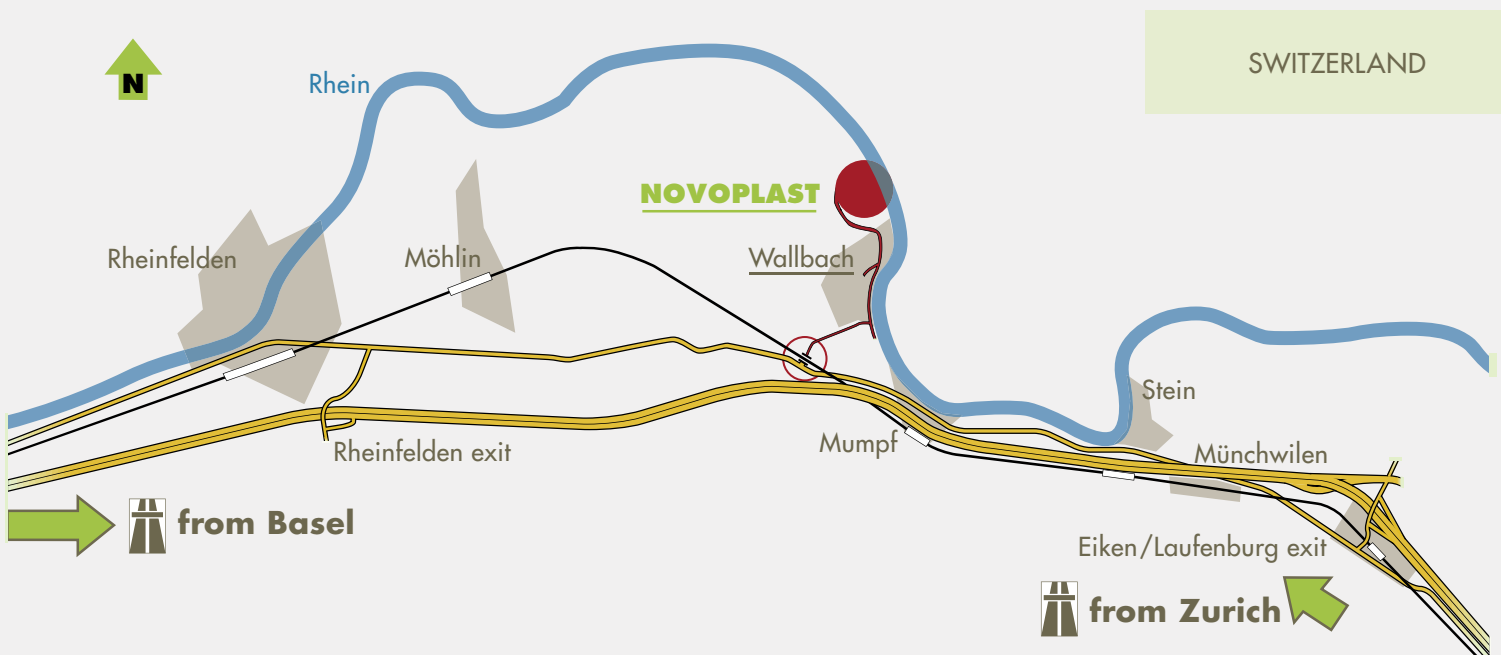 SWITZERLAND
N
Rhein
NOVOPLAST
Rheinfelden
Möhlin
Wallbach
Stein
Mumpf
Rheinfelden exit
Münchwilen
from Basel
Eiken/Laufenburg exit
from Zurich